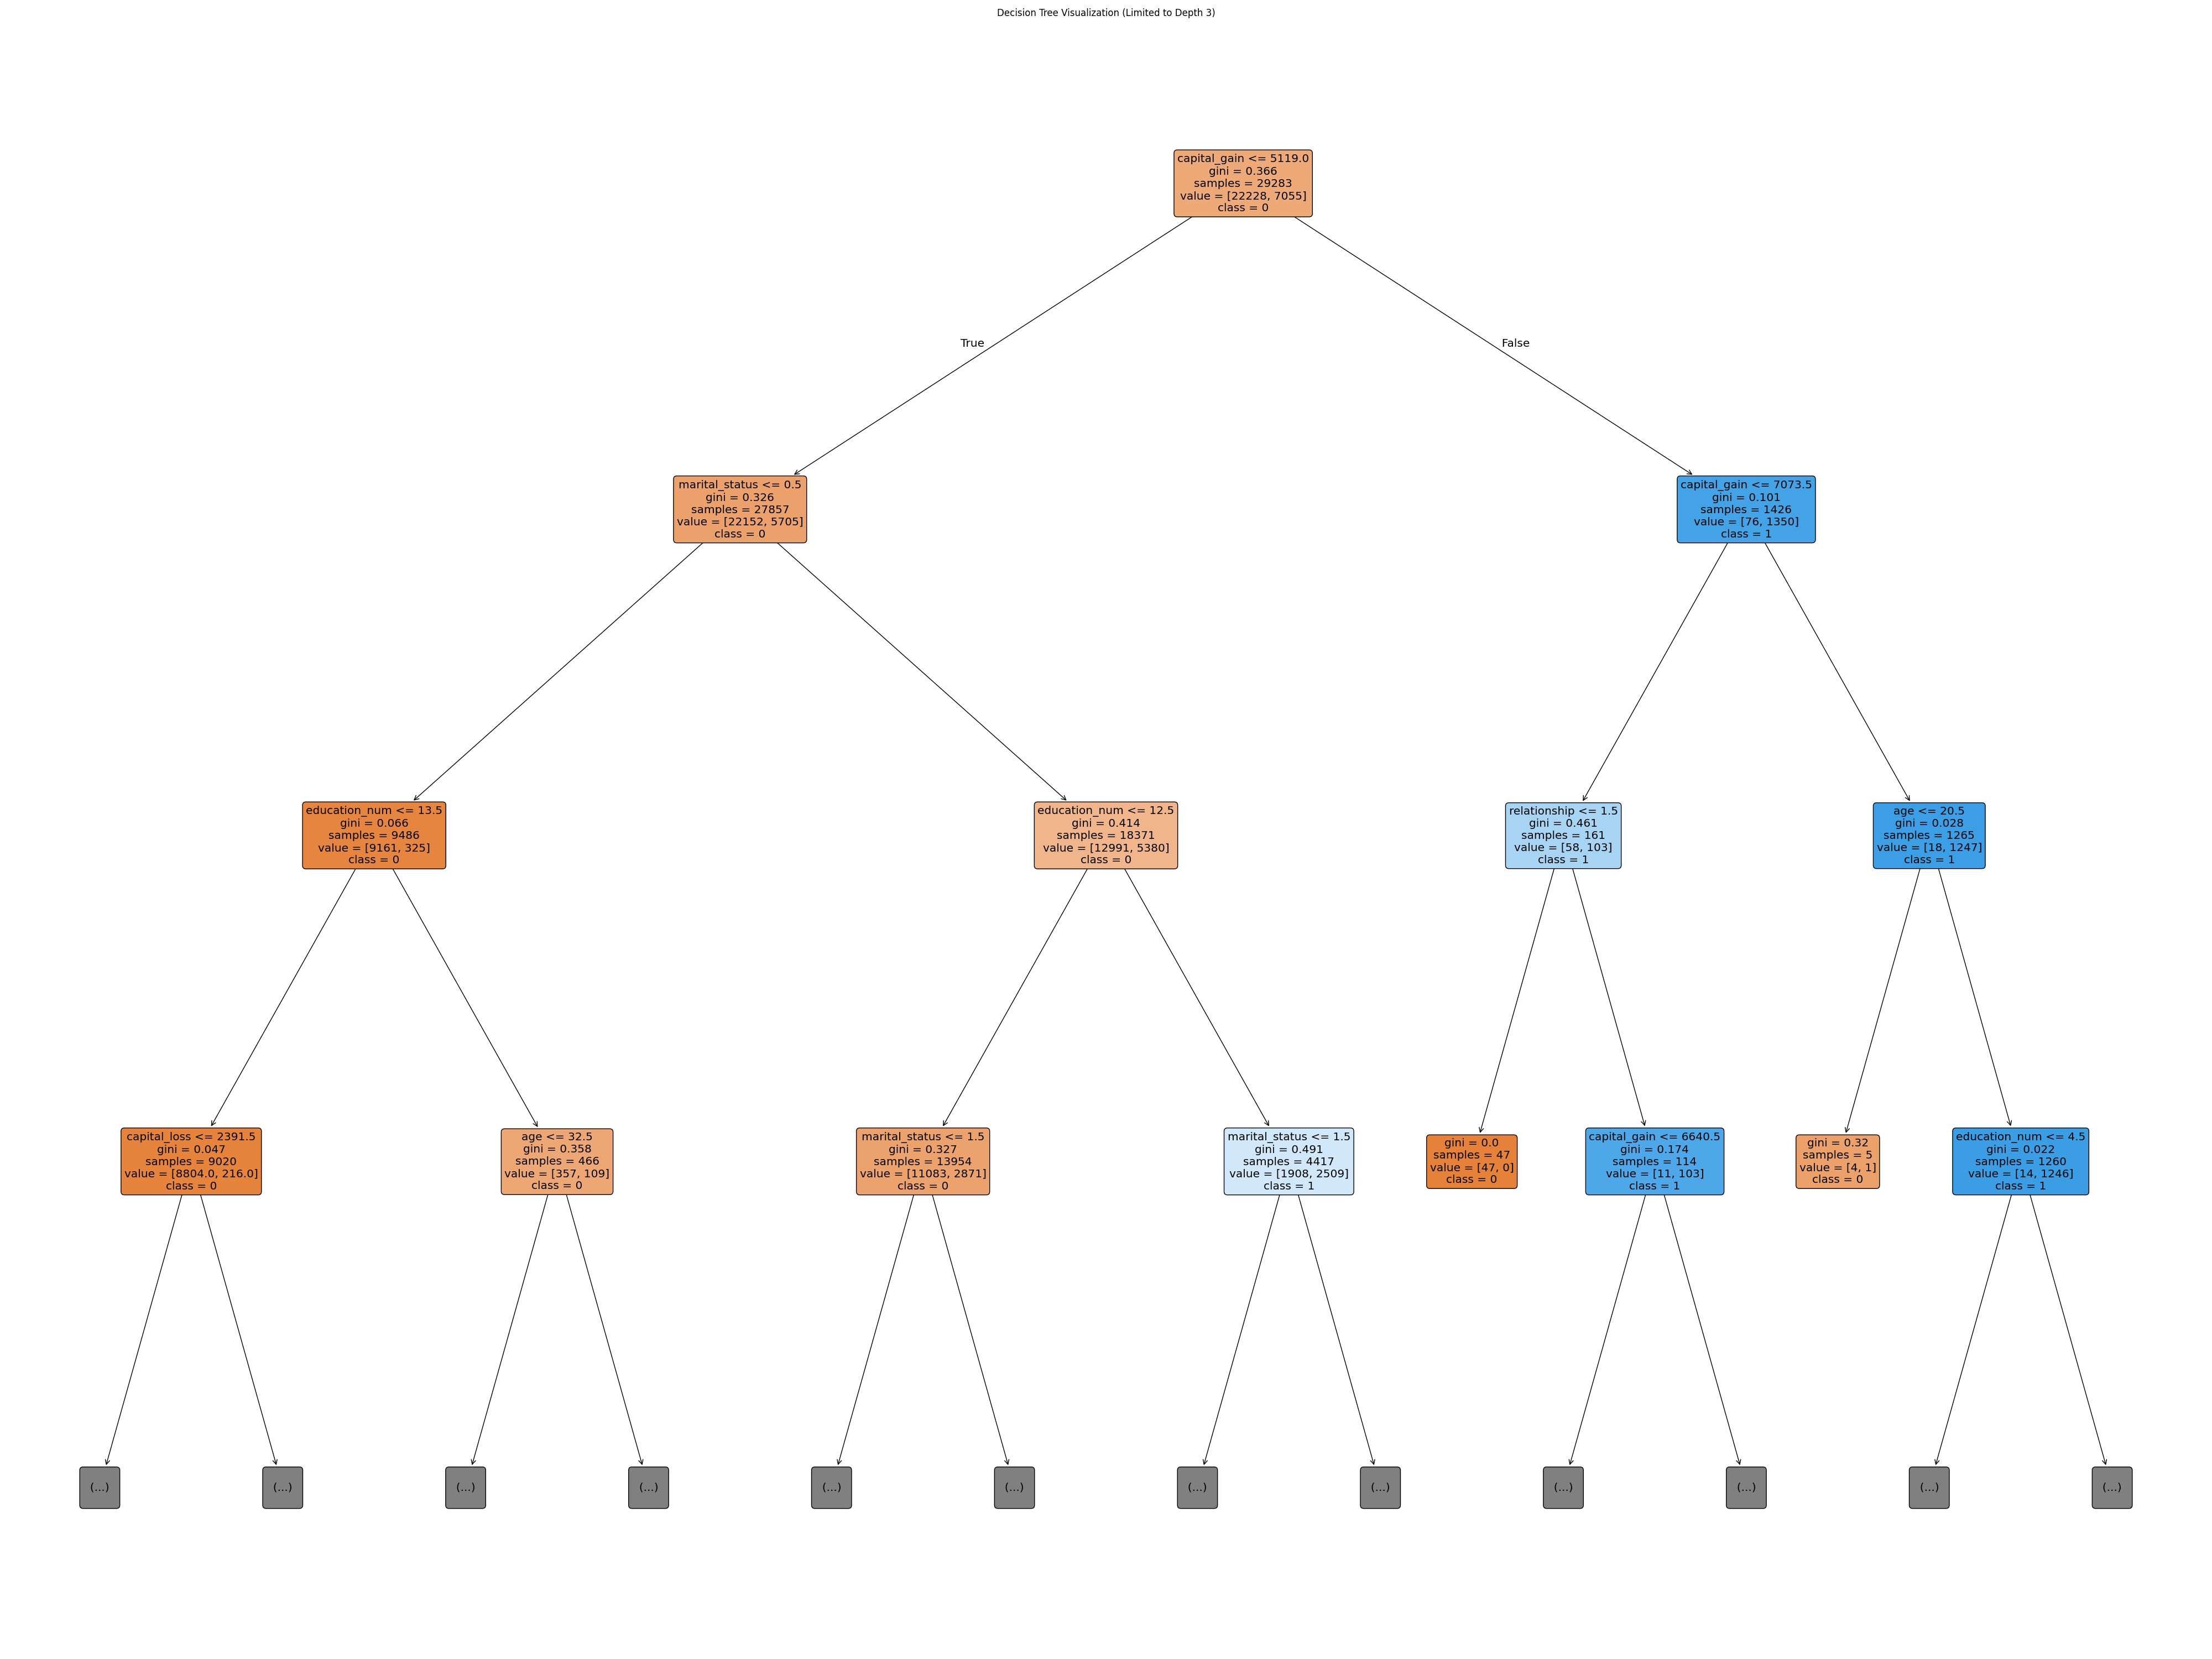 Decision Tree Visualization (Limited to Depth 3)
capital_gain <= 5119.0
gini = 0.366
samples = 29283
value = [22228, 7055]
class = 0
True
False
marital_status <= 0.5
gini = 0.326
samples = 27857
value = [22152, 5705]
class = 0
capital_gain <= 7073.5
gini = 0.101
samples = 1426
value = [76, 1350]
class = 1
education_num <= 13.5
gini = 0.066
samples = 9486
value = [9161, 325]
class = 0
education_num <= 12.5
gini = 0.414
samples = 18371
value = [12991, 5380]
class = 0
relationship <= 1.5
gini = 0.461
samples = 161
value = [58, 103]
class = 1
age <= 20.5
gini = 0.028
samples = 1265
value = [18, 1247]
class = 1
capital_loss <= 2391.5
gini = 0.047
samples = 9020
value = [8804.0, 216.0]
class = 0
age <= 32.5
gini = 0.358
samples = 466
value = [357, 109]
class = 0
marital_status <= 1.5
gini = 0.327
samples = 13954
value = [11083, 2871]
class = 0
marital_status <= 1.5
gini = 0.491
samples = 4417
value = [1908, 2509]
class = 1
gini = 0.0
samples = 47
value = [47, 0]
class = 0
capital_gain <= 6640.5
gini = 0.174
samples = 114
value = [11, 103]
class = 1
gini = 0.32
samples = 5
value = [4, 1]
class = 0
education_num <= 4.5
gini = 0.022
samples = 1260
value = [14, 1246]
class = 1
(...)
(...)
(...)
(...)
(...)
(...)
(...)
(...)
(...)
(...)
(...)
(...)